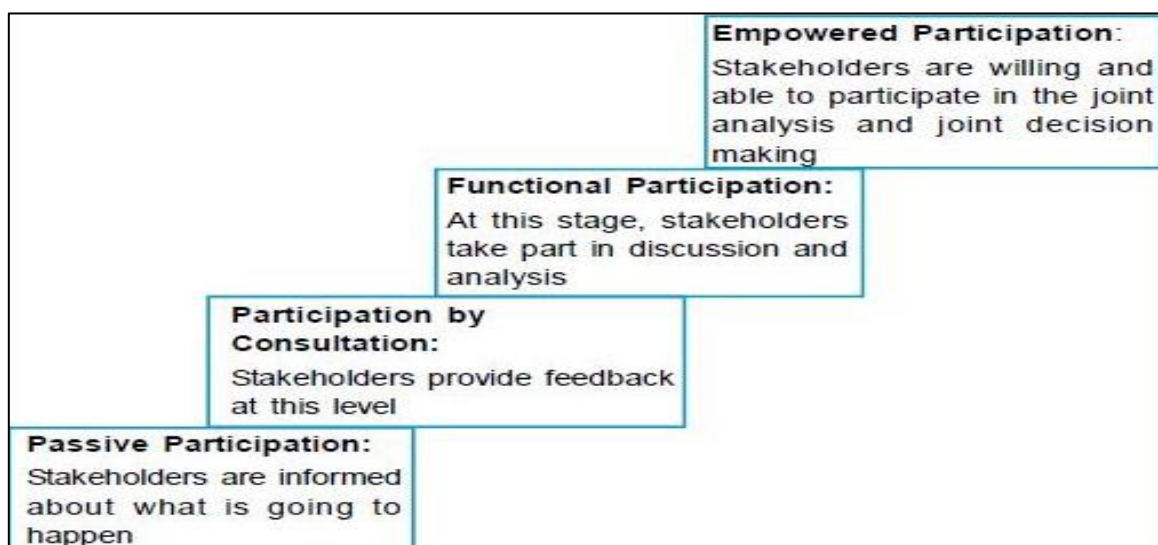 Empowered Participation:
Stakeholders are willing and
able to participate in the joint
analysis and joint decision
making
Functional Participation:
At this stage, stakeholders
take part in discussion and
analysis
Participation by
Consultation:
Stakeholders provide feedback
at this level
Passive Participation:
Stakeholders are informed
about what is going to
happen